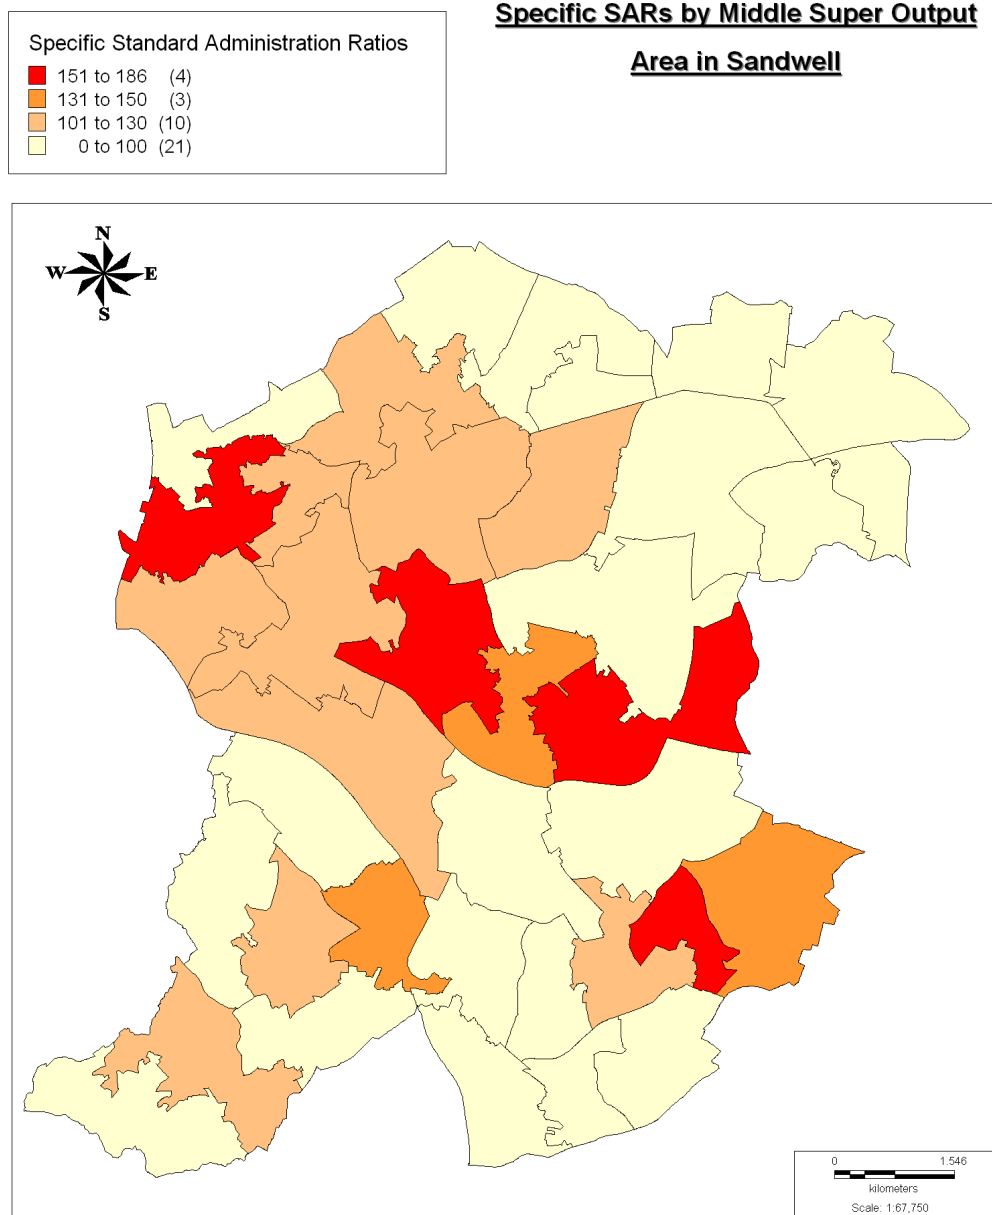 Specific SARs by Middle Super Output
Area in Sandwell
Specific Standard Administration Ratios
151 to 186 (4)
131 to 150 (3)
101 to 130 (10)
0 to 100 (21)
N
W E
S
0 1.546
kilometers
Scale: 1:67,750